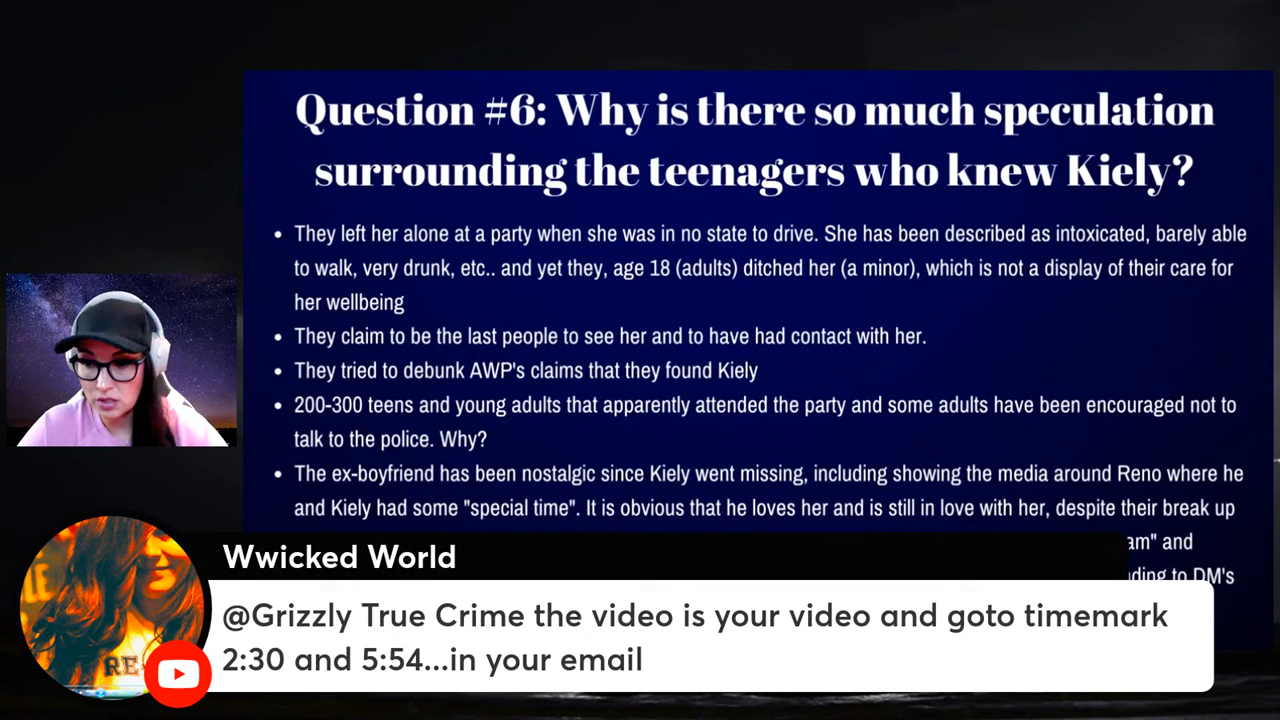 Question #6: Why is there so much speculation
surrounding the teenagers who knew Kiely?
• They left her alone at a party when she was in no state to drive. She has been described as intoxicated, barely able
to walk, very drunk, etc.. and yet they, age 18 (adults) ditched her (a minor), which is not a display of their care for
her wellbeing
• They claim to be the last people to see her and to have had contact with her.
• They tried to debunk AWP's claims that they found Kiely
• 200-300 teens and young adults that apparently attended the party and some adults have been encouraged not to
talk to the police. Why?
• The ex-boyfriend has been nostalgic since Kiely went missing, including showing the media around Reno where he
and Kiely had some "special time". It is obvious that he loves her and is still in love with her, despite their break up
am" and
to DM's
Wwicked World
@Grizzly True Crime the video is your video and goto timemark
2:30 and 5:54...in your email
RE